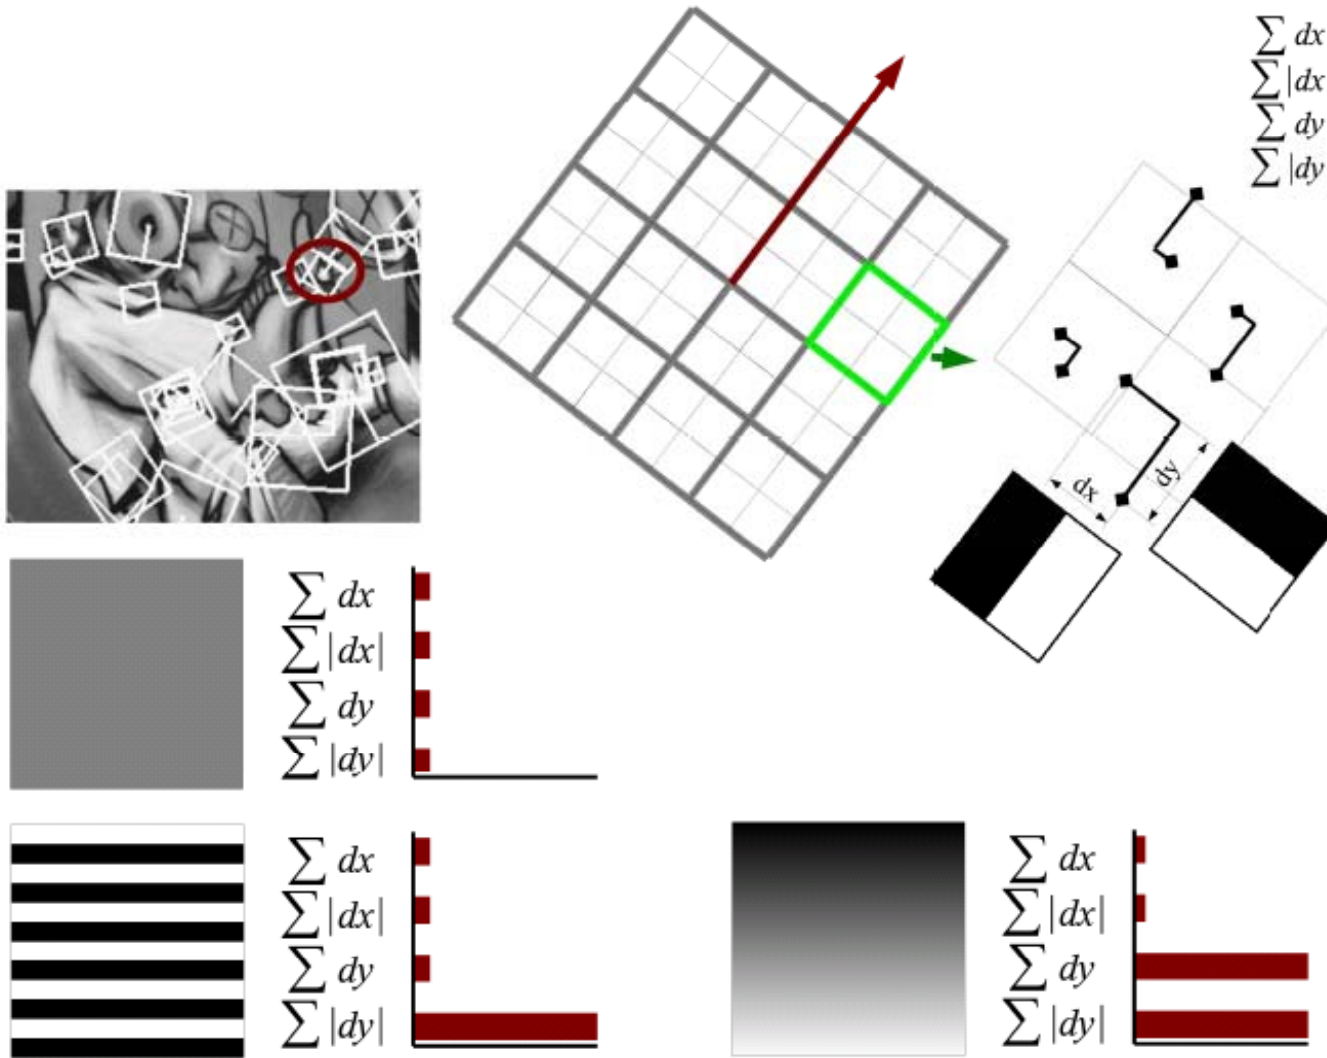 ∑ dx
∑ |dx
∑ dy
∑ |dy
dx
dy
∑ dx
∑ |dx|
∑ dy
∑ |dy|
∑ dx
∑ |dx|
∑ dy
∑ |dy|
∑ dx
∑ |dx|
∑ dy
∑ |dy|